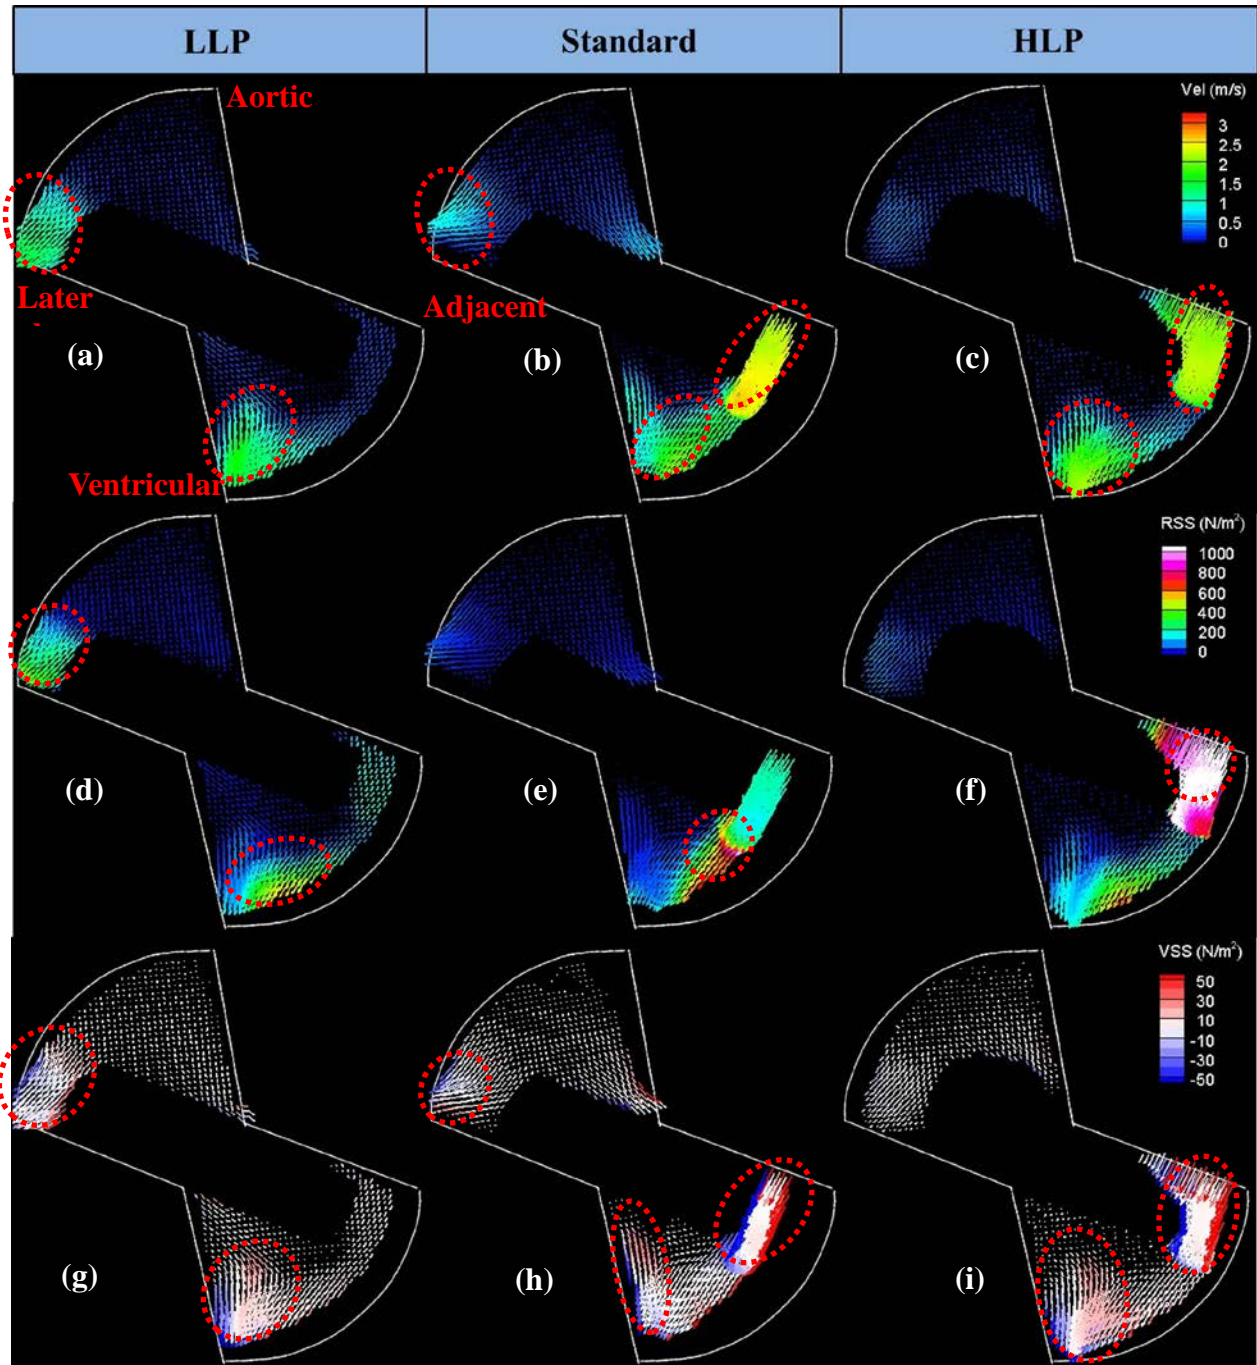 LLP Standard HLP
Aortic
Vel (m/s)
3
2.5
2
1.5
1
0.5
0
Later
Adjacent
(a) (b) (c)
Ventricular
RSS (N/m²)
1000
800
600
400
200
0
(d) (e) (f)
VSS (N/m²)
50
30
10
-10
-30
-50
(g) (h) (i)